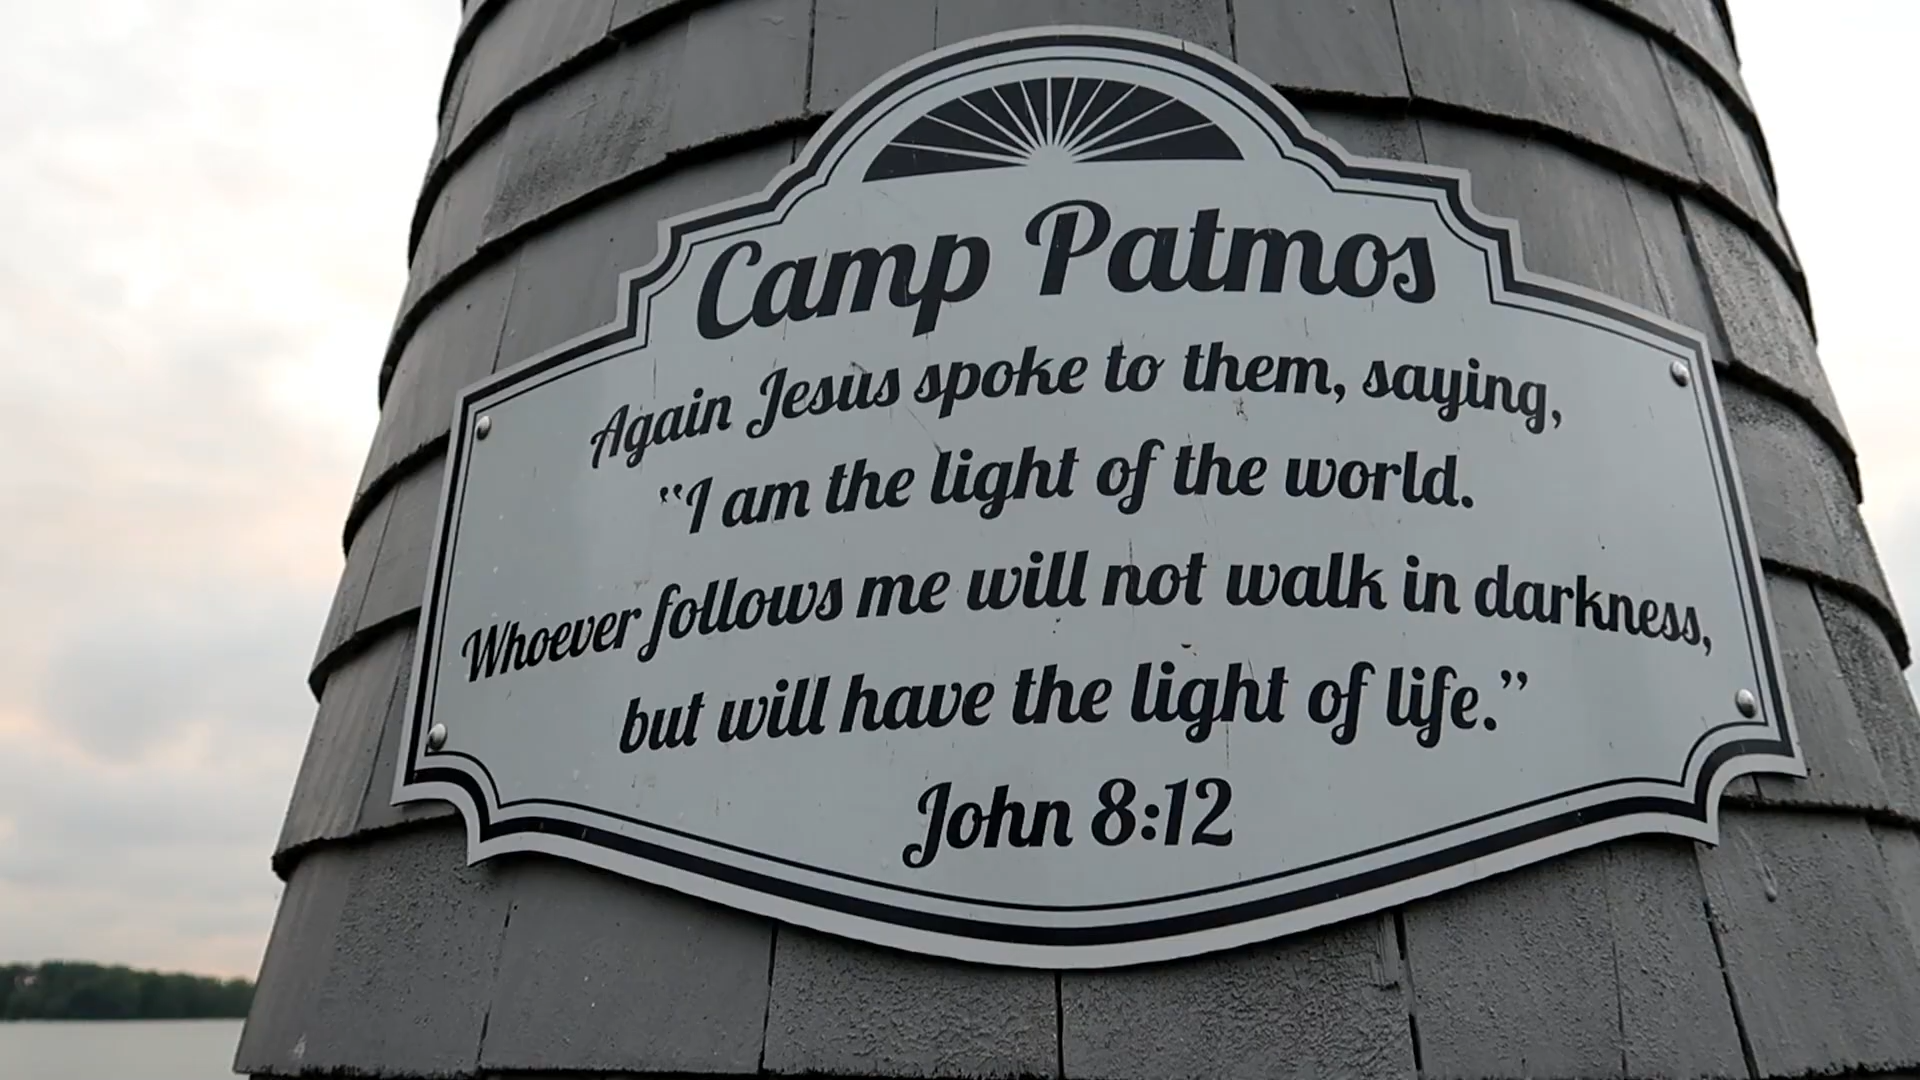 Camp Patmos
Again Jesus spoke to them, saying,
“I am the light of the world.
Whoever follows me will not walk in darkness,
but will have the light of life.”
John 8:12